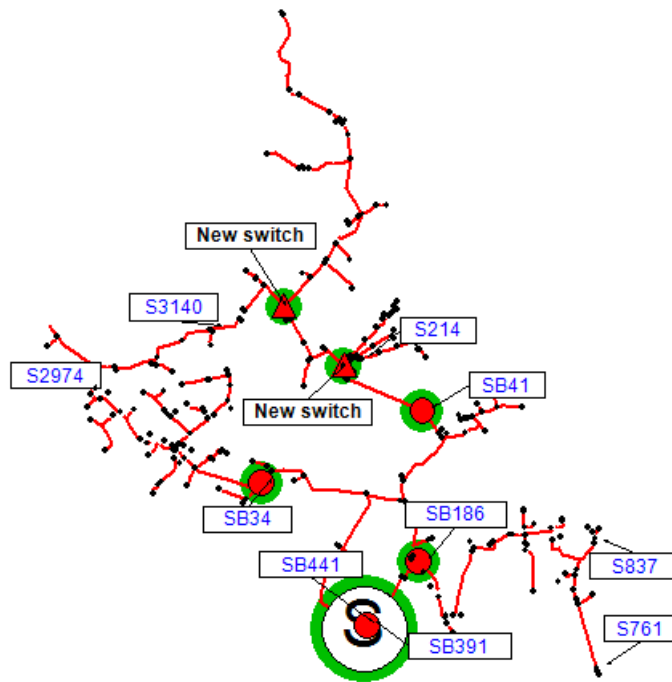 New switch
S3140
S214
S2974
SB41
New switch
SB34
SB186
SB441
S837
S
S761
SB391